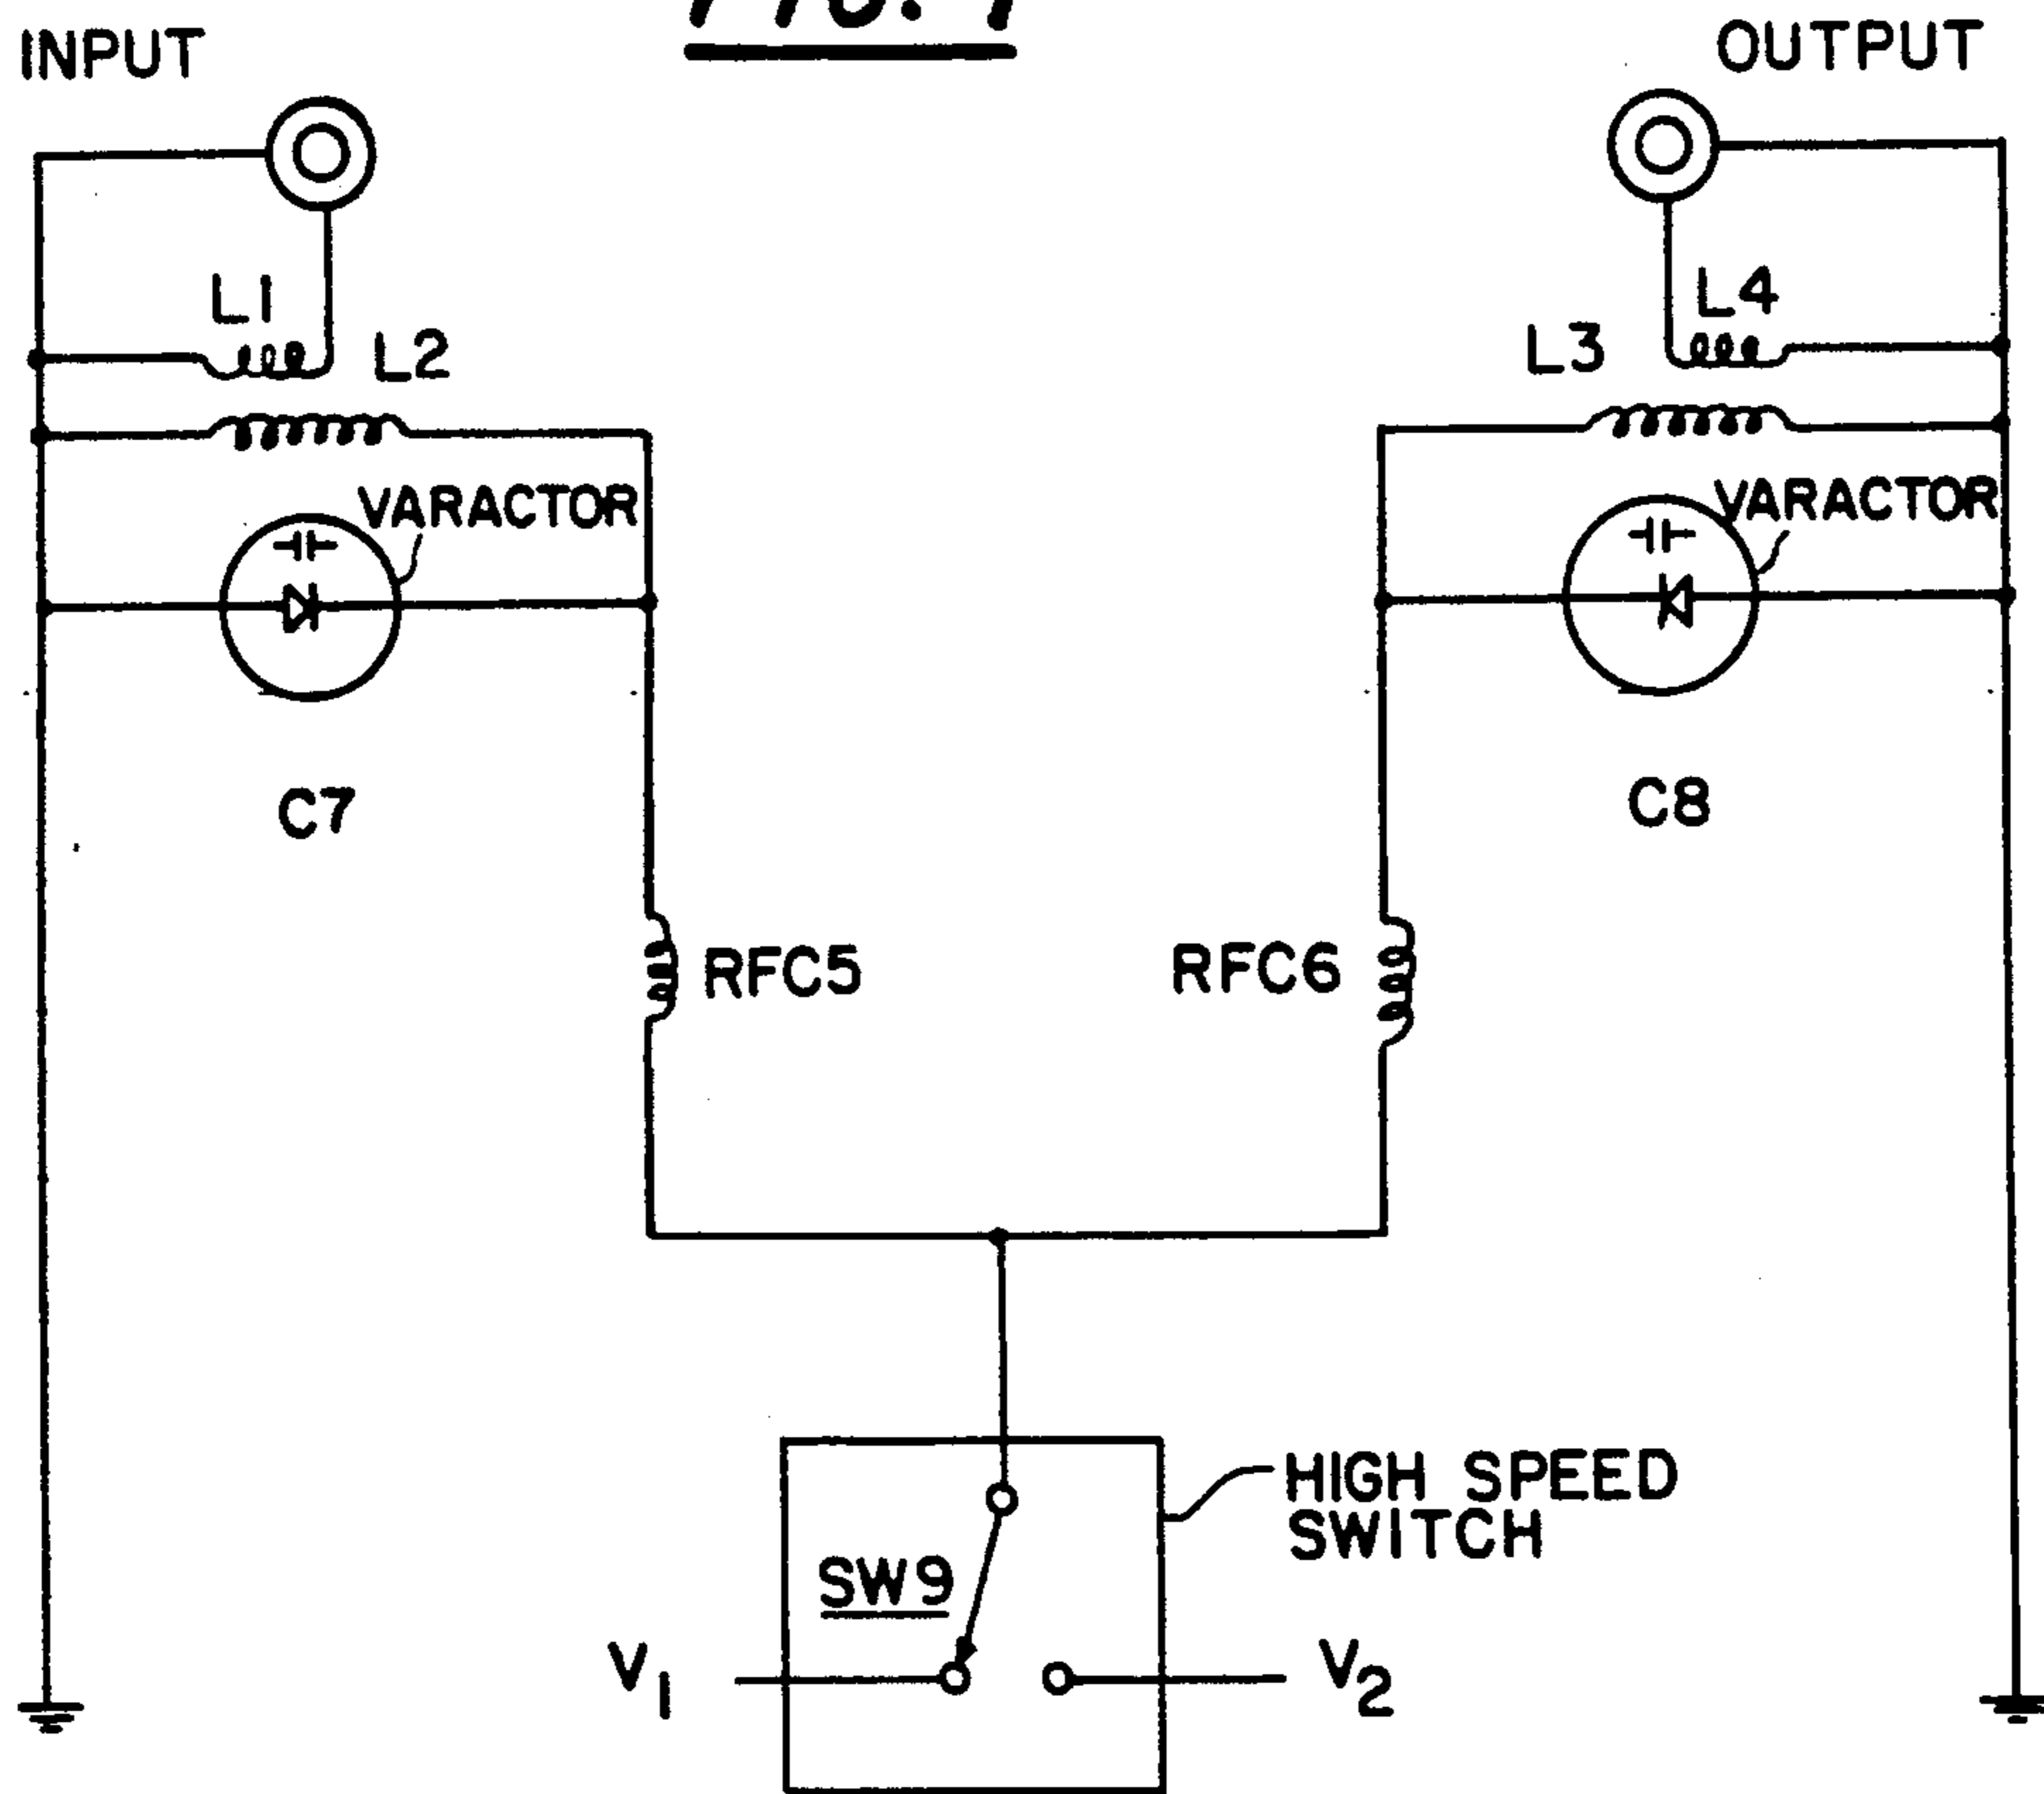 INPUT
OUTPUT
L1
L2
L3
L4
VARACTOR
VARACTOR
C7
C8
RFC5
RFC6
HIGH SPEED
SWITCH
SW9
V1
V2